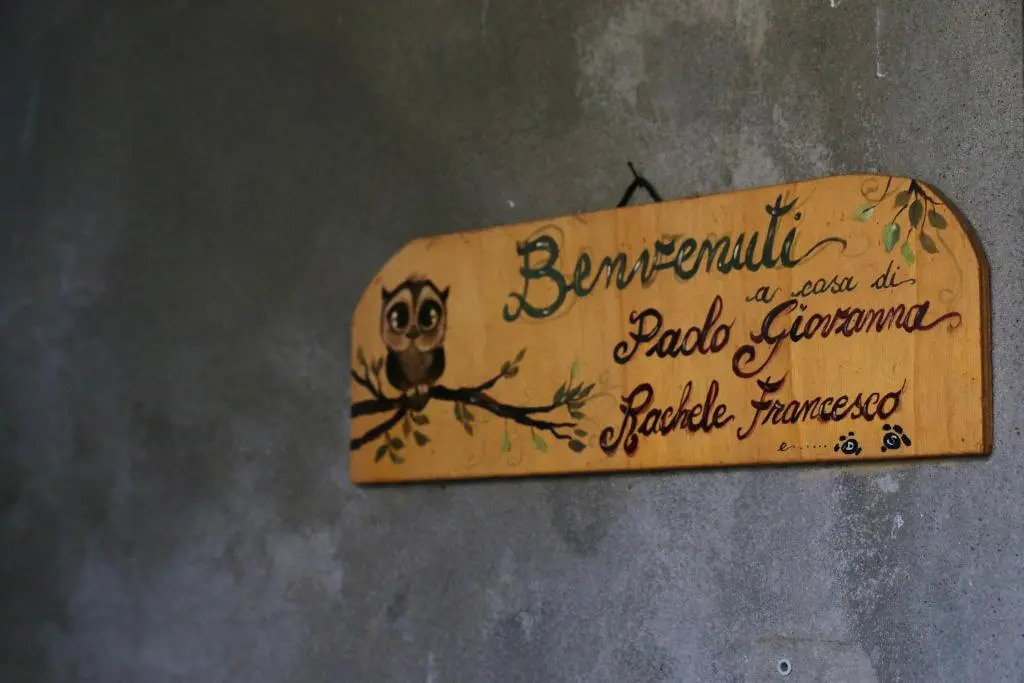 Benvenuti
a casa di
Paolo Giovanna
Rachele Francesco
e...... D S